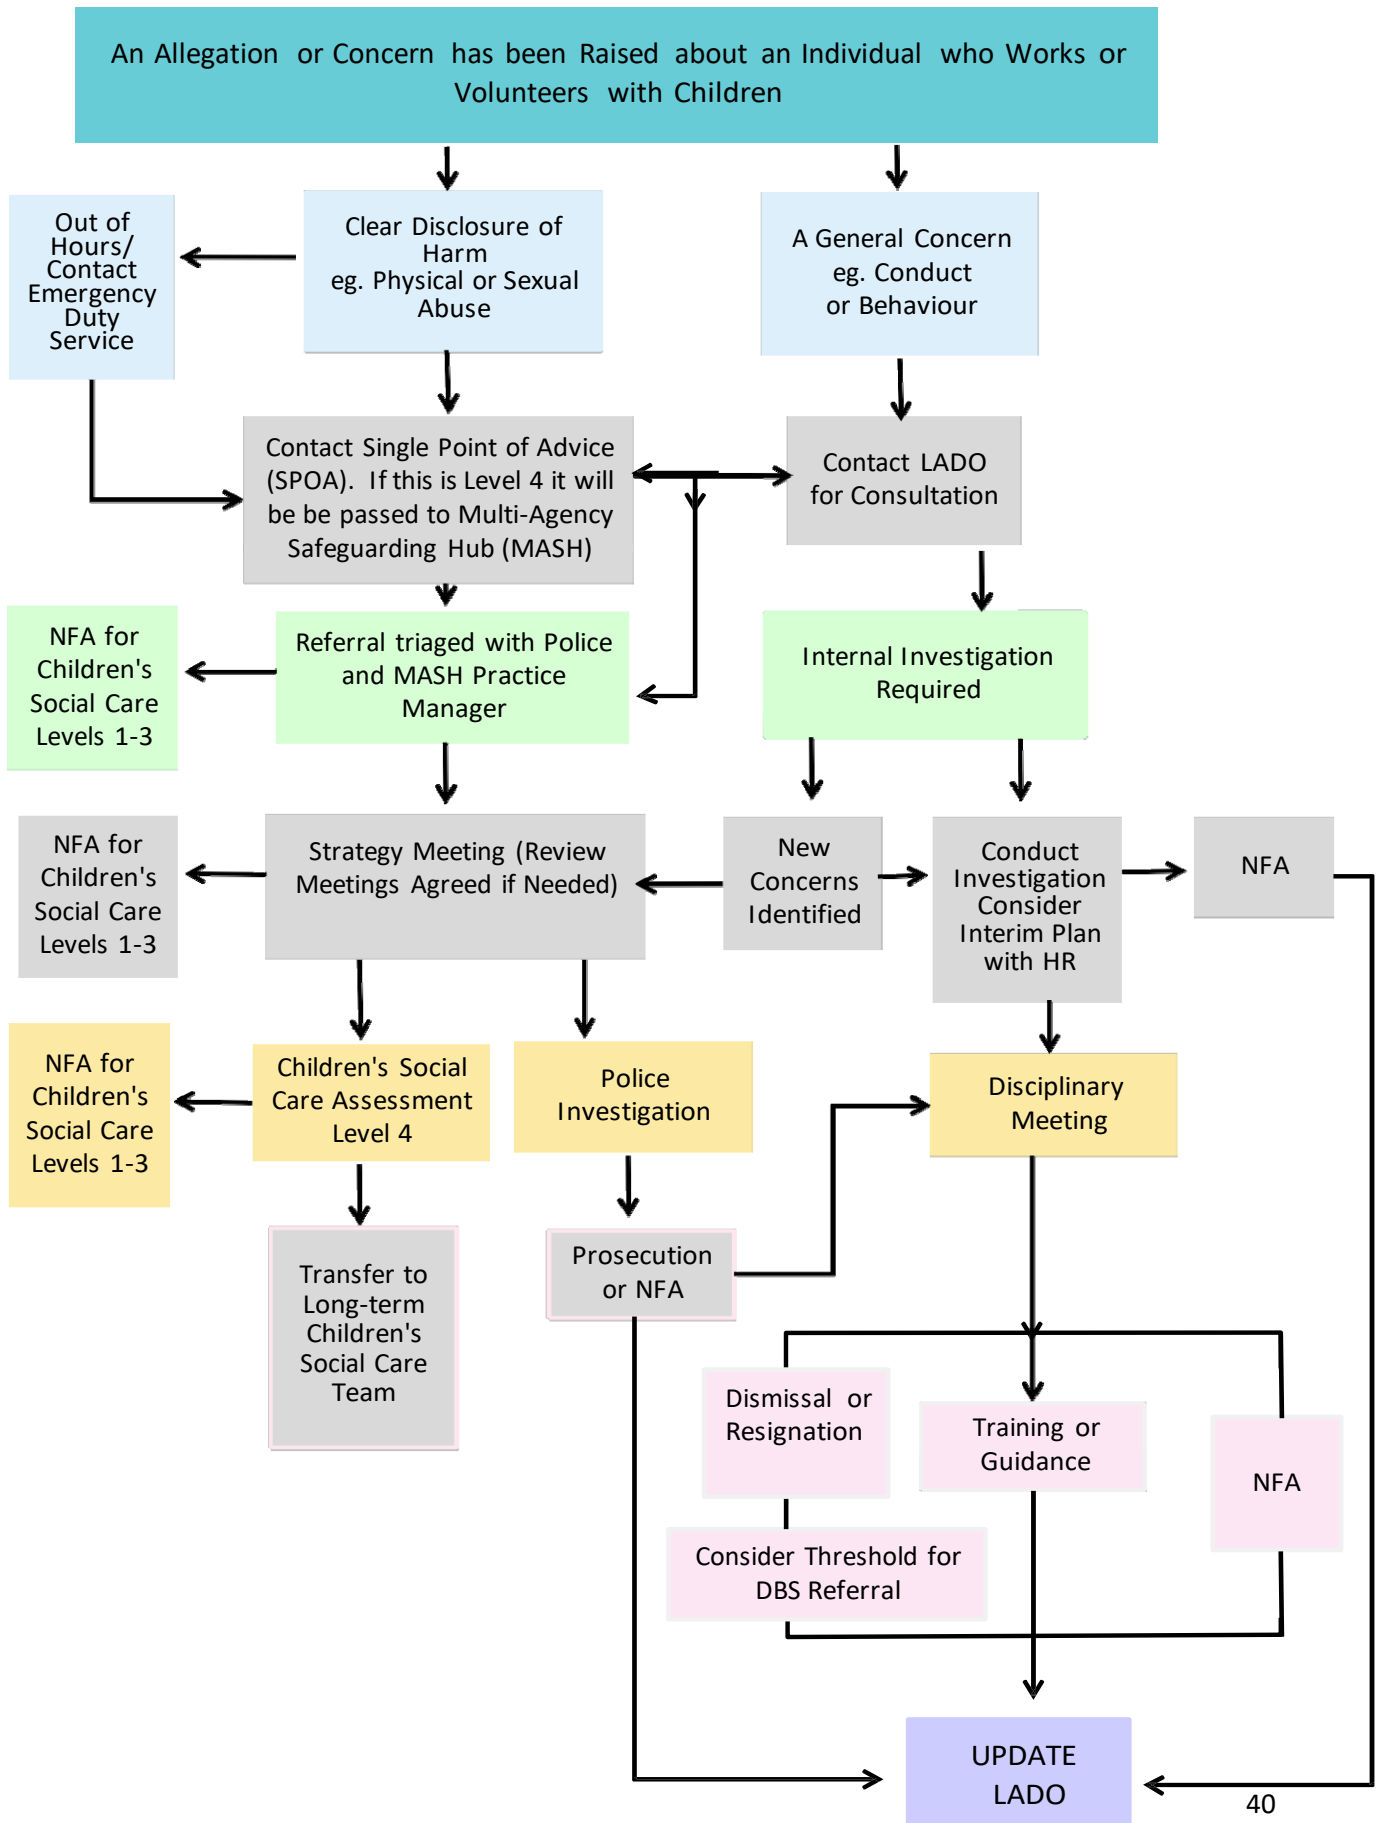 An Allegation or Concern has been Raised about an Individual who Works or
Volunteers with Children
Out of
Hours/
Contact
Emergency
Duty
Service
Clear Disclosure of
Harm
eg. Physical or Sexual
Abuse
A General Concern
eg. Conduct
or Behaviour
Contact Single Point of Advice
(SPOA). If this is Level 4 it will
be be passed to Multi-Agency
Safeguarding Hub (MASH)
Contact LADO
for Consultation
NFA for
Children's
Social Care
Levels 1-3
Referral triaged with Police
and MASH Practice
Manager
Internal Investigation
Required
NFA for
Children's
Social Care
Levels 1-3
Strategy Meeting (Review
Meetings Agreed if Needed)
New
Concerns
Identified
Conduct
Investigation
Consider
Interim Plan
with HR
NFA
NFA for
Children's
Social Care
Levels 1-3
Children's Social
Care Assessment
Level 4
Police
Investigation
Disciplinary
Meeting
Transfer to
Long-term
Children's
Social Care
Team
Prosecution
or NFA
Dismissal or
Resignation
Training or
Guidance
NFA
Consider Threshold for
DBS Referral
UPDATE
LADO
40